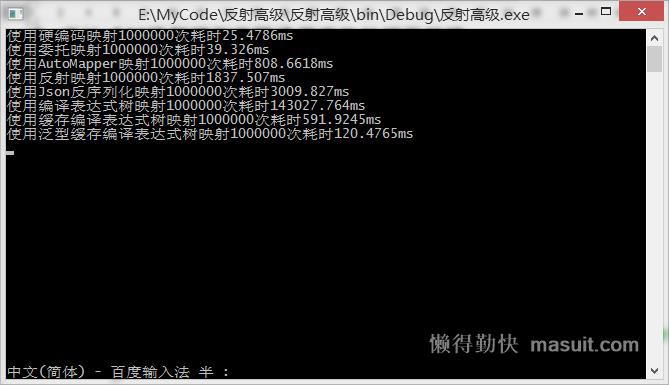 E:\MyCode\反射高级\反射高级\bin\Debug\反射高级.exe
使用硬编码映射1000000次耗时25.4786ms
使用委托映射1000000次耗时39.326ms
使用AutoMapper映射1000000次耗时808.6618ms
使用反射映射1000000次耗时1837.507ms
使用Json反序列化映射1000000次耗时3009.827ms
使用编译表达式树映射1000000次耗时143027.764ms
使用缓存编译表达式树映射1000000次耗时591.9245ms
使用泛型缓存编译表达式树映射1000000次耗时120.4765ms
懒得勤快 masuit.com
中文(简体) - 百度输入法 半 :